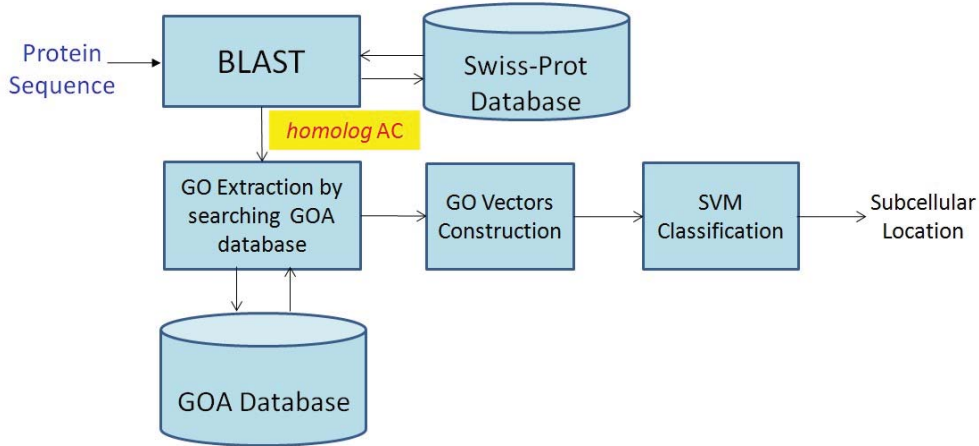 Protein
Sequence
BLAST
Swiss-Prot
Database
homolog AC
GO Extraction by
searching GOA
database
GO Vectors
Construction
SVM
Classification
Subcellular
Location
GOA Database